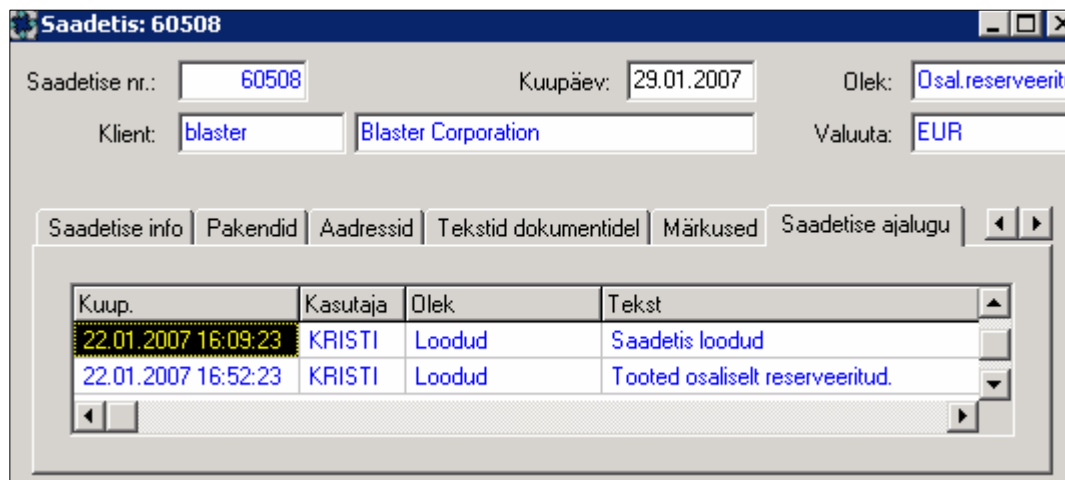 Saadetis: 60508
Saadetise nr.: 60508 Kuupäev: 29.01.2007 Olek: Osal.reserveeritu
Klient: blaster Blaster Corporation Valuuta: EUR
Saadetise info Pakendid Aadressid Tekstid dokumentidel Märkused Saadetise ajalugu
Kuup. Kasutaja Olek Tekst
22.01.2007 16:09:23 KRISTI Loodud Saadetis loodud
22.01.2007 16:52:23 KRISTI Loodud Tooted osaliselt reserveeritud.